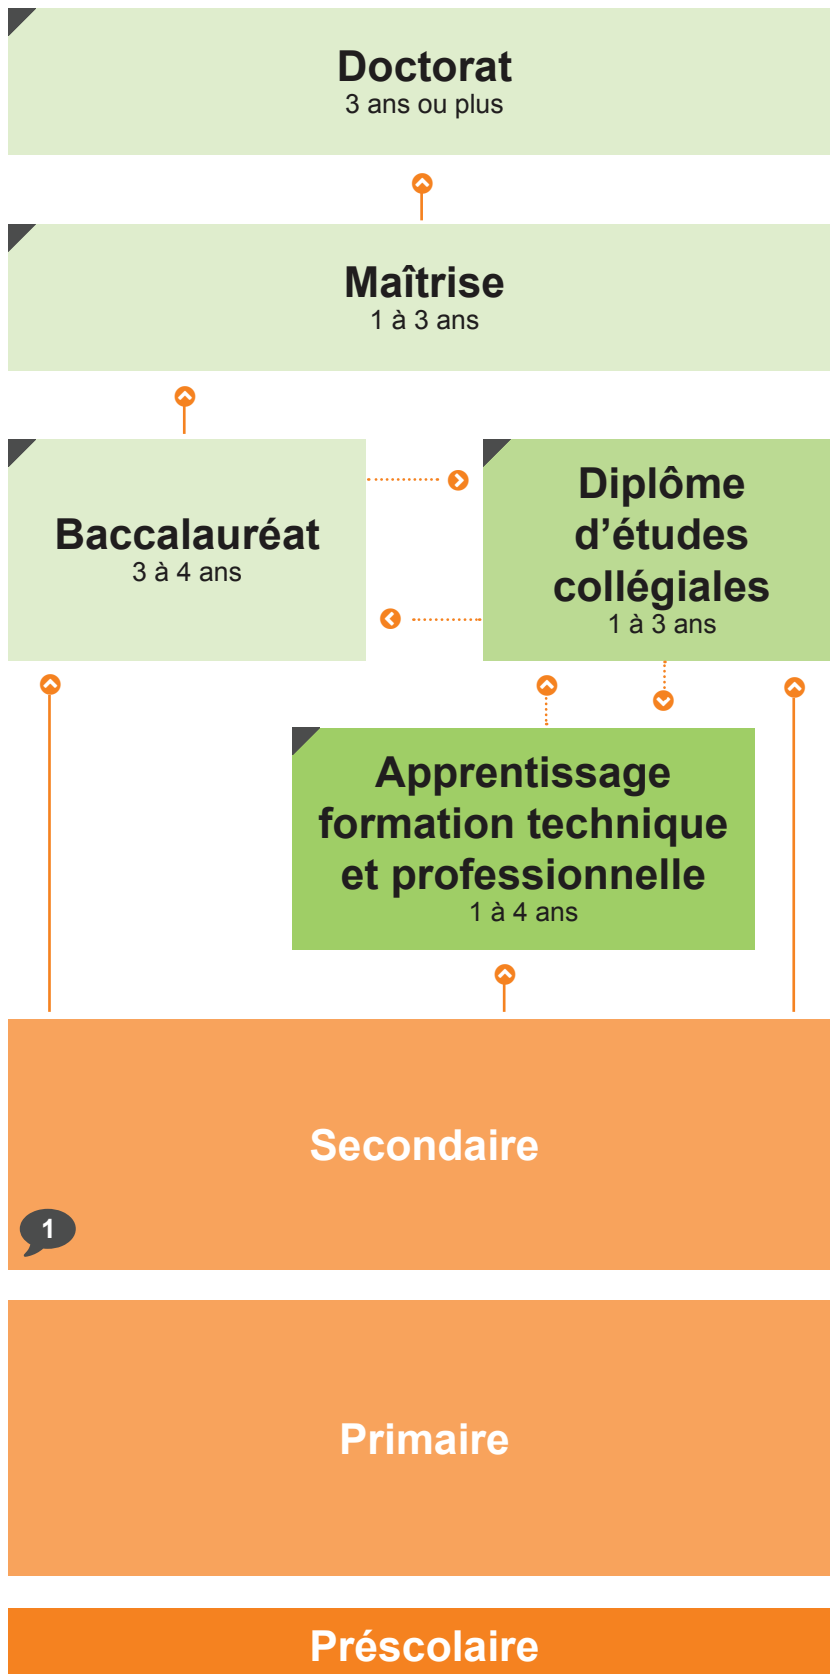 Doctorat
3 ans ou plus
Maîtrise
1 à 3 ans
Baccalauréat
3 à 4 ans
Diplôme
d’études
collégiales
1 à 3 ans
Apprentissage
formation technique
et professionnelle
1 à 4 ans
Secondaire
1
Primaire
Préscolaire